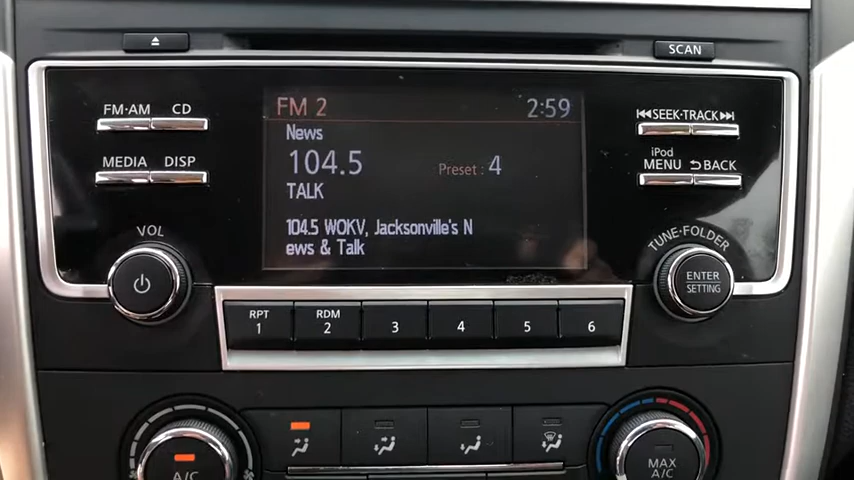 SCAN
FM·AM CD
MEDIA DISP
VOL
FM 2 2:59
News
104.5 Preset : 4
TALK
104.5 WOKV, Jacksonville's N
ews & Talk
SEEK·TRACK
iPod
MENU BACK
TUNE·FOLDER
ENTER
SETTING
RPT RDM
1 2 3 4 5 6
A/C
MAX
A/C